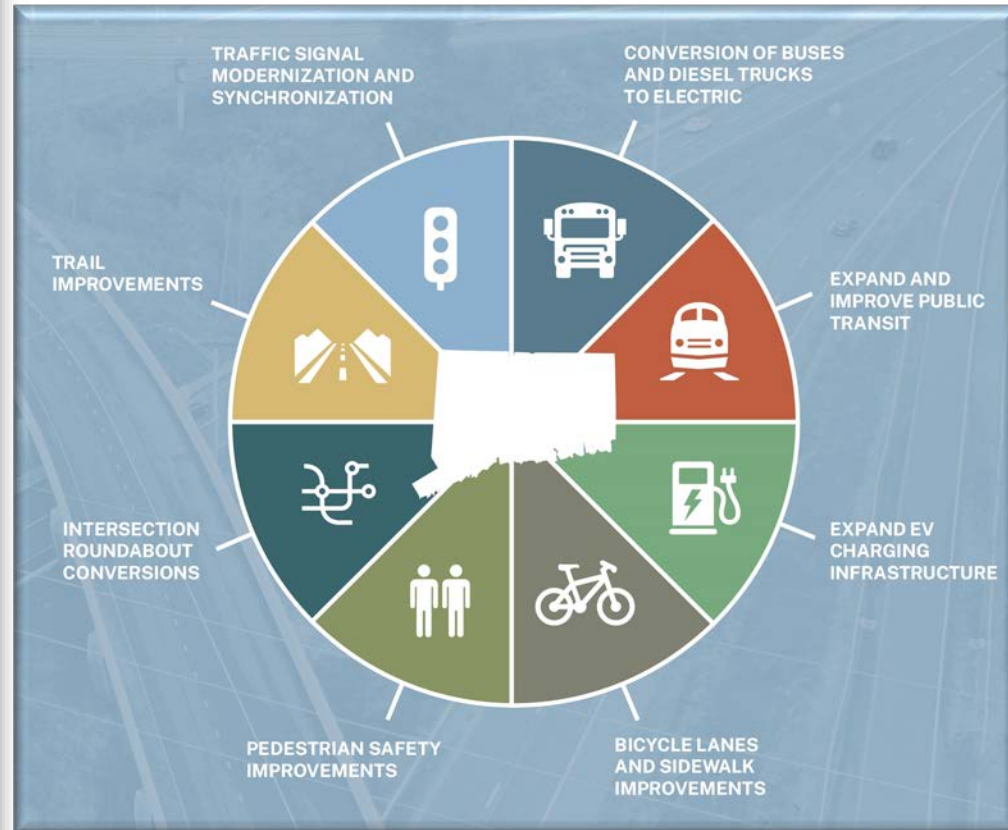 TRAFFIC SIGNAL
MODERNIZATION AND
SYNCHRONIZATION
CONVERSION OF BUSES
AND DIESEL TRUCKS
TO ELECTRIC
TRAIL
IMPROVEMENTS
EXPAND AND
IMPROVE PUBLIC
TRANSIT
INTERSECTION
ROUNDABOUT
CONVERSIONS
EXPAND EV
CHARGING
INFRASTRUCTURE
PEDESTRIAN SAFETY
IMPROVEMENTS
BICYCLE LANES
AND SIDEWALK
IMPROVEMENTS